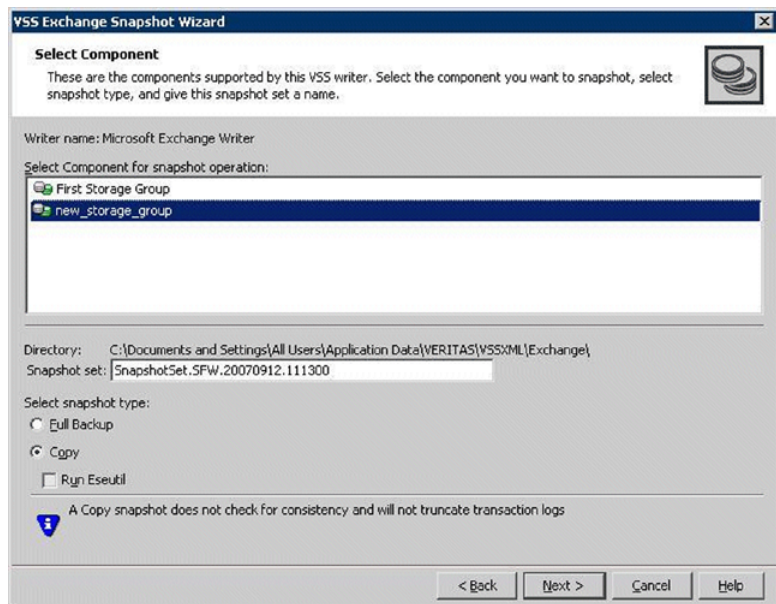 VSS Exchange Snapshot Wizard
Select Component
These are the components supported by this VSS writer. Select the component you want to snapshot, select
snapshot type, and give this snapshot set a name.
Writer name: Microsoft Exchange Writer
Select Component for snapshot operation:
First Storage Group
new_storage_group
Directory: C:\Documents and Settings\All Users\Application Data\VERITAS\VSSXML\Exchange\
Snapshot set: SnapshotSet.SFW.20070912.111300
Select snapshot type:
Full Backup
Copy
Run Eseutil
A Copy snapshot does not check for consistency and will not truncate transaction logs
< Back Next > Cancel Help